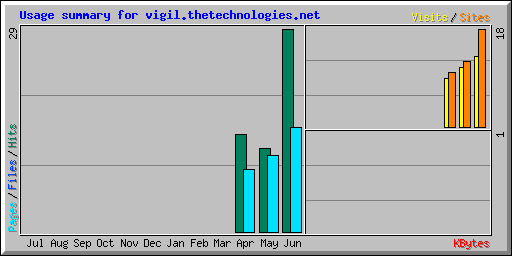 Usage summary for vigil.thetechnologies.net
Visits/Sites
29
18
1
Pages/Files/Hits
Jul Aug Sep Oct Nov Dec Jan Feb Mar Apr May Jun
KBytes